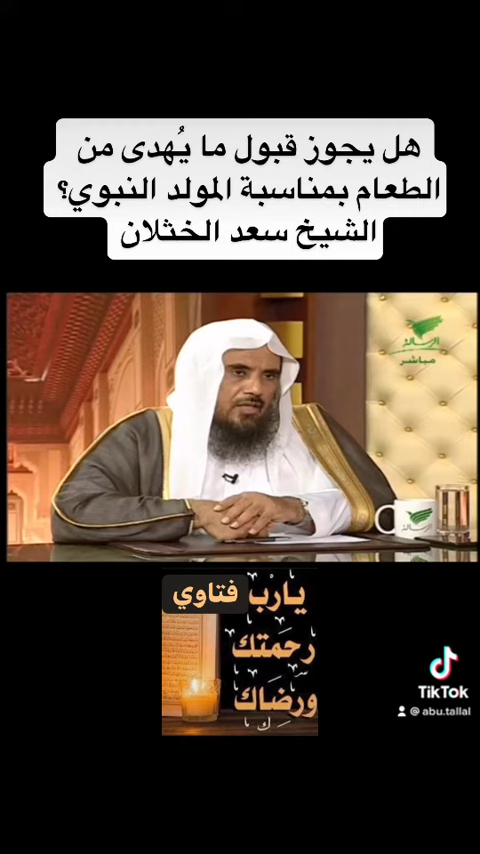 هل يجوز قبول ما يُهدى من
الطعام بمناسبة المولد النبوي؟
الشيخ سعد الخثلان
الرسالة
مباشر
فتاوي
يارب
رحمتك
ورضاك
TikTok
@ abu.tallal